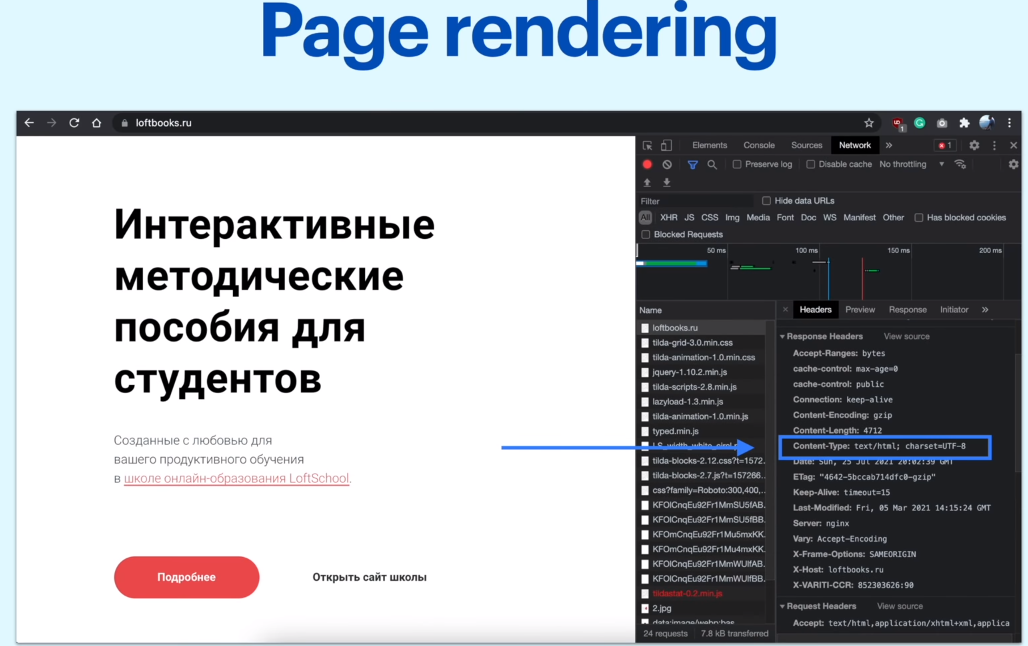 Page rendering
loftbooks.ru
1
Интерактивные
методические
пособия для
студентов
Созданные с любовью для
вашего продуктивного обучения
в школе онлайн-образования LoftSchool.
Подробнее
Открыть сайт школы
Elements Console Sources Network » 1
Preserve log Disable cache No throttling
Filter Hide data URLs
All XHR JS CSS Img Media Font Doc WS Manifest Other Has blocked cookies
Blocked Requests
50 ms 100 ms 150 ms 200 ms
Name
loftbooks.ru
tilda-grid-3.0.min.css
tilda-animation-1.0.min.css
jquery-1.10.2.min.js
tilda-scripts-2.8.min.js
lazyload-1.3.min.js
tilda-animation-1.0.min.js
typed.min.js
tilda-blocks-2.12.css?t=1572.
tilda-blocks-2.7.js?t=157266..
css?family=Roboto:300,400,..
KFOlCnqEu92Fr1MmSU5fAB.
KFOlCnqEu92Fr1MmSU5fBB.
KFOmCnqEu92Fr1Mu5mxKK.
KFOmCnqEu92Fr1Mu4mxKK.
KFOlCnqEu92Fr1MmWUlfAB.
KFOlCnqEu92Fr1MmWUlfBB.
tildastat-0.2.min.js
2.jpg
data:image/webp;bas
24 requests 7.8 kB transferred
Headers Preview Response Initiator »
Response Headers View source
Accept-Ranges: bytes
cache-control: max-age=0
cache-control: public
Connection: keep-alive
Content-Encoding: gzip
Content-Length: 4712
Content-Type: text/html; charset=UTF-8
Date: Sun, 25 Jul 2021 20:02:39 GMT
ETag: "4642-5bccab714dfc0-gzip"
Keep-Alive: timeout=15
Last-Modified: Fri, 05 Mar 2021 14:15:24 GMT
Server: nginx
Vary: Accept-Encoding
X-Frame-Options: SAMEORIGIN
X-Host: loftbooks.ru
X-VARITI-CCR: 852303626:90
Request Headers View source
Accept: text/html,application/xhtml+xml,applica